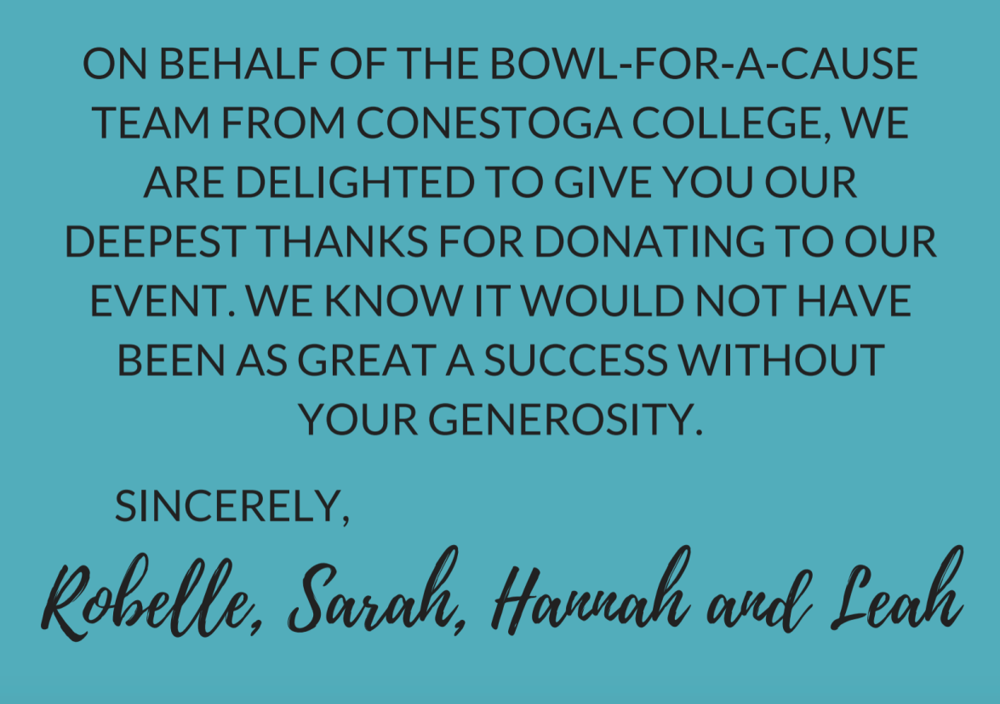 ON BEHALF OF THE BOWL-FOR-A-CAUSE
TEAM FROM CONESTOGA COLLEGE, WE
ARE DELIGHTED TO GIVE YOU OUR
DEEPEST THANKS FOR DONATING TO OUR
EVENT. WE KNOW IT WOULD NOT HAVE
BEEN AS GREAT A SUCCESS WITHOUT
YOUR GENEROSITY.
SINCERELY,
Robelle, Sarah, Hannah and Leah